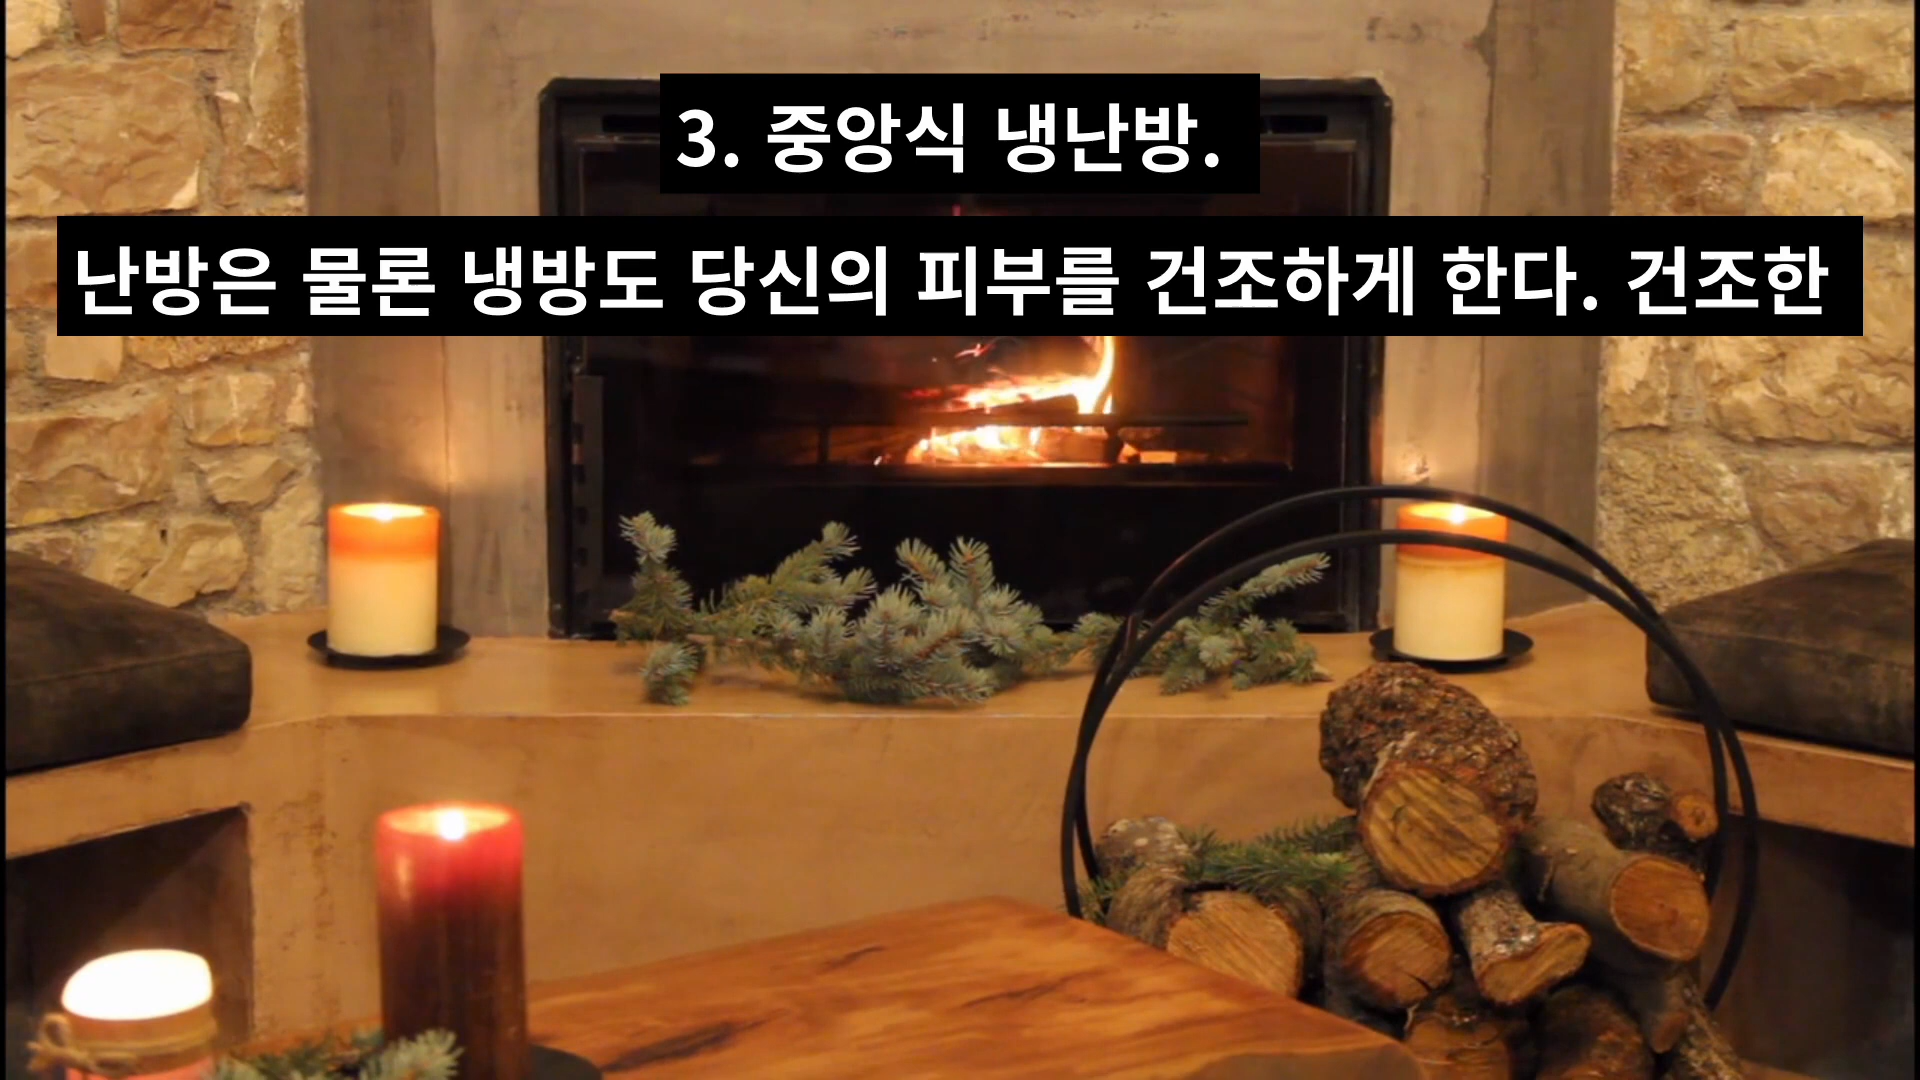 3. 중앙식 냉난방.
난방은 물론 냉방도 당신의 피부를 건조하게 한다. 건조한